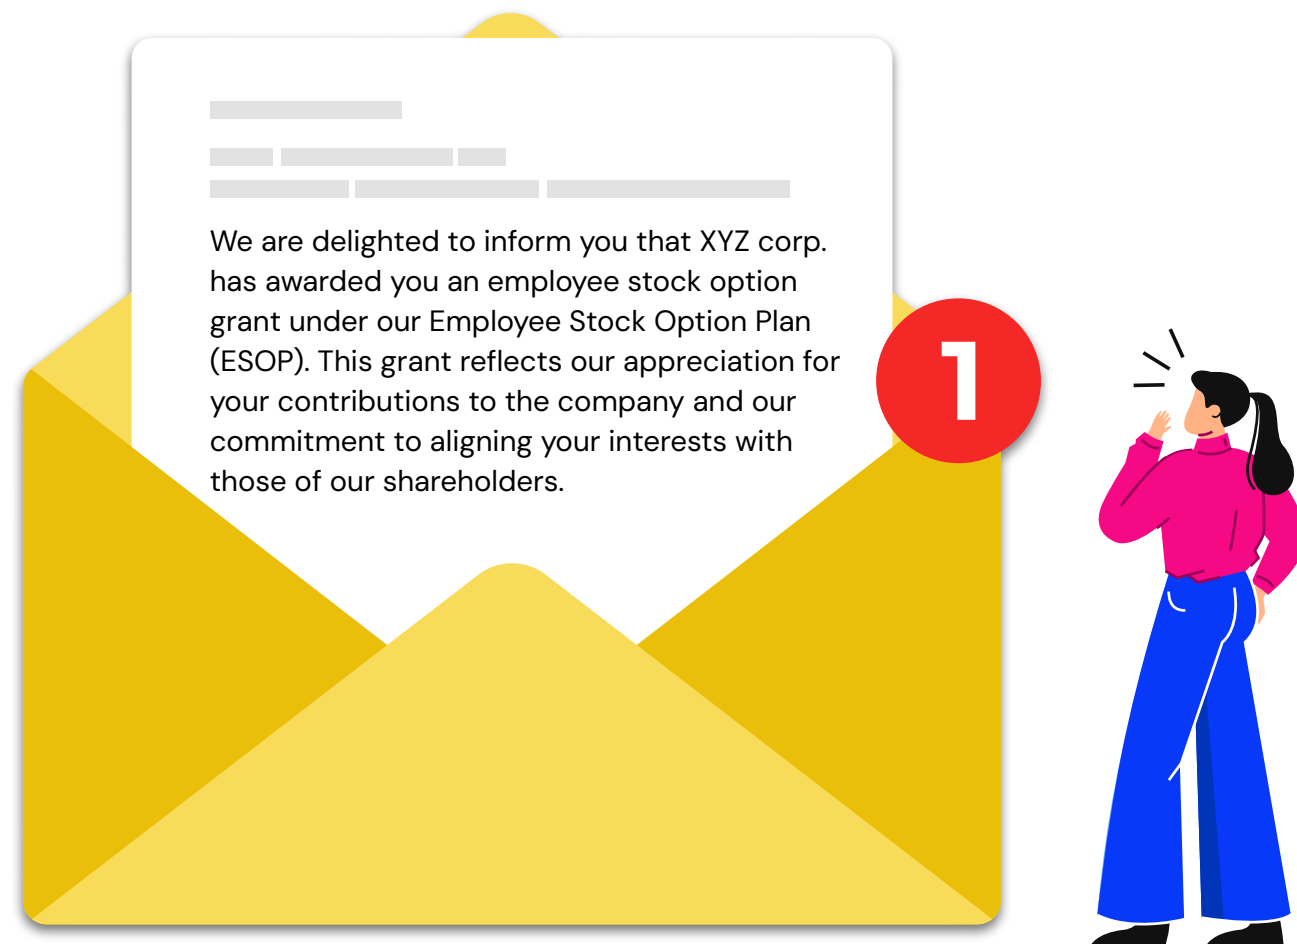 We are delighted to inform you that XYZ corp.
has awarded you an employee stock option
grant under our Employee Stock Option Plan
(ESOP). This grant reflects our appreciation for
your contributions to the company and our
commitment to aligning your interests with
those of our shareholders.
1